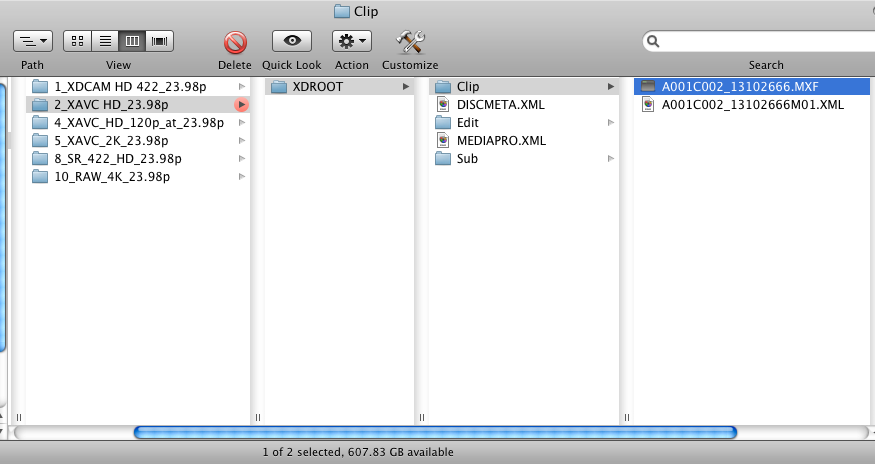 Clip
Path
View
Delete
Quick Look
Action
Customize
Search
1_XDCAM HD 422_23.98p
2_XAVC HD_23.98p
4_XAVC_HD_120p_at_23.98p
5_XAVC_2K_23.98p
8_SR_422_HD_23.98p
10_RAW_4K_23.98p
XDROOT
Clip
DISCMETA.XML
Edit
MEDIAPRO.XML
Sub
A001C002_13102666.MXF
A001C002_13102666M01.XML
1 of 2 selected, 607.83 GB available